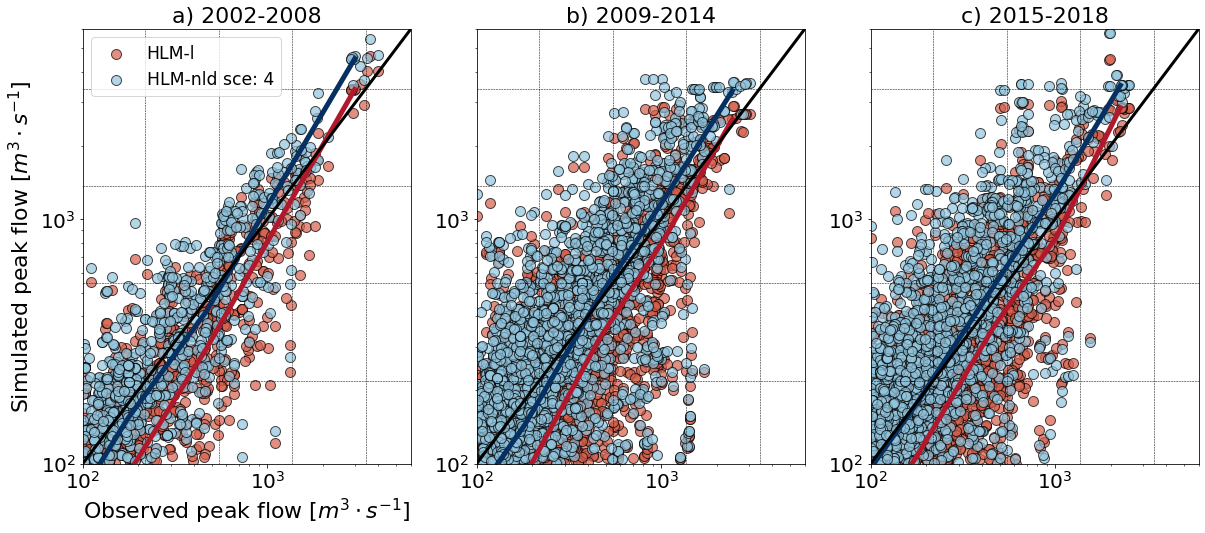 a) 2002-2008
b) 2009-2014
c) 2015-2018
HLM-l
HLM-nld sce: 4
Simulated peak flow [m³ · s⁻¹]
10³
10³
10³
10²
10²
10²
10² 10³
10² 10³
10² 10³
Observed peak flow [m³ · s⁻¹]